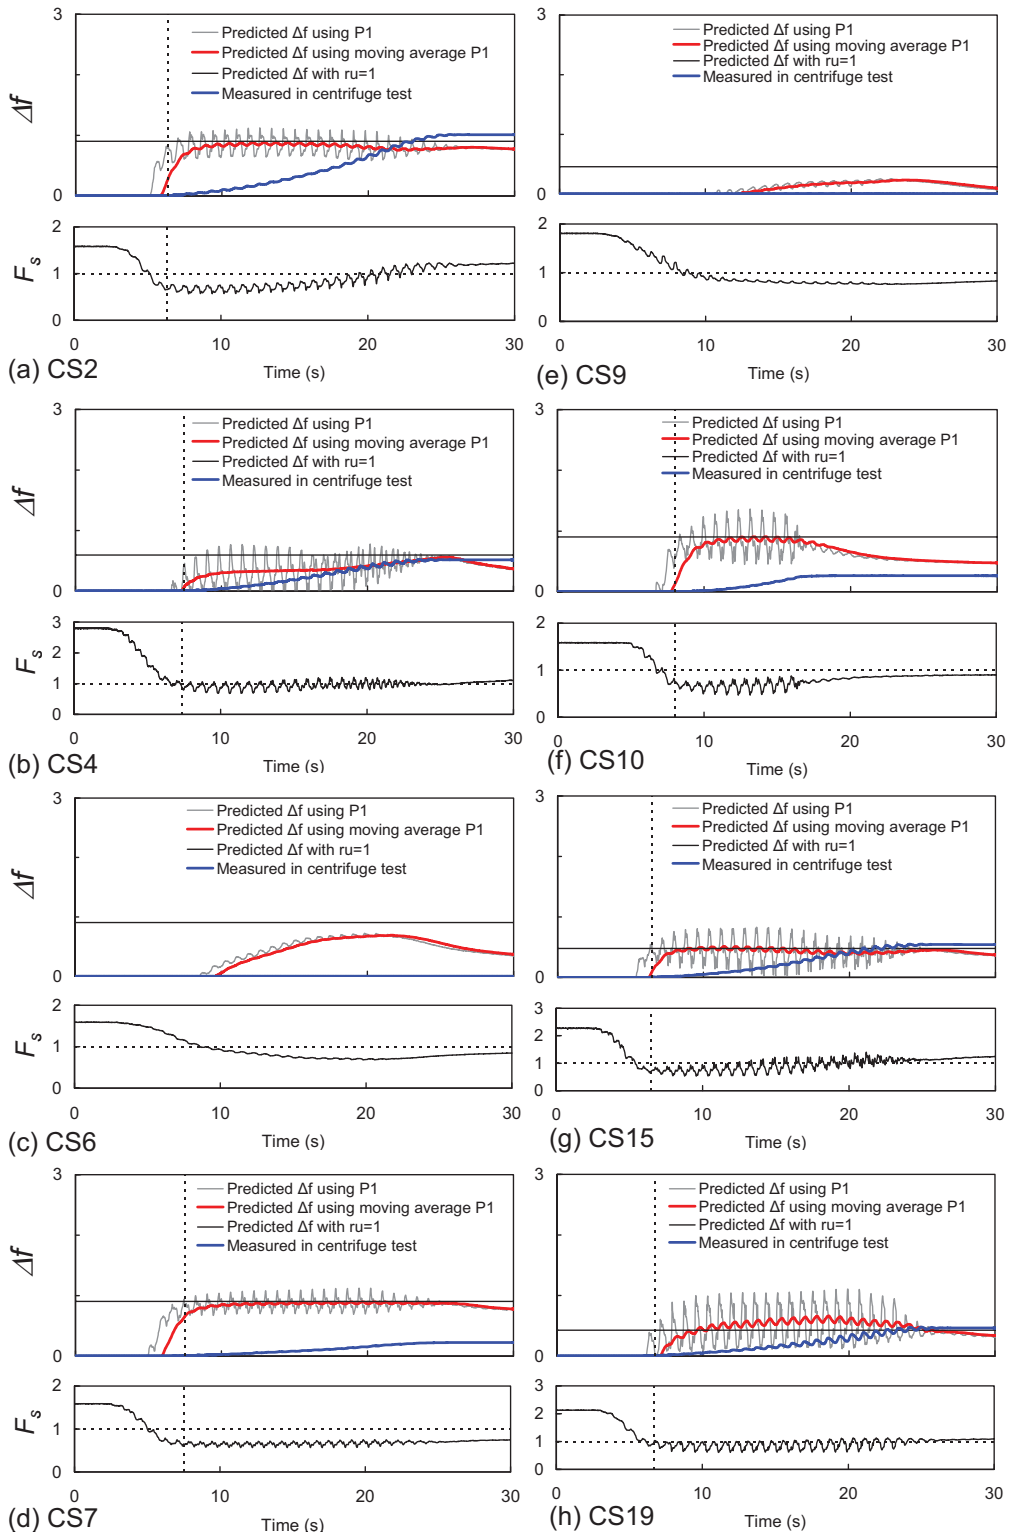 3
Δf
0
Predicted Δf using P1
Predicted Δf using moving average P1
Predicted Δf with ru=1
Measured in centrifuge test
2
F_s
1
0
0 10 20 30
(a) CS2
Time (s)
3
Δf
0
Predicted Δf using P1
Predicted Δf using moving average P1
Predicted Δf with ru=1
Measured in centrifuge test
3
2
F_s
1
0
0 10 20 30
(b) CS4
Time (s)
3
Δf
0
Predicted Δf using P1
Predicted Δf using moving average P1
Predicted Δf with ru=1
Measured in centrifuge test
2
F_s
1
0
0 10 20 30
(c) CS6
Time (s)
3
Δf
0
Predicted Δf using P1
Predicted Δf using moving average P1
Predicted Δf with ru=1
Measured in centrifuge test
2
F_s
1
0
0 10 20 30
(d) CS7
Time (s)
3
0
Predicted Δf using P1
Predicted Δf using moving average P1
Predicted Δf with ru=1
Measured in centrifuge test
2
1
0
0 10 20 30
(e) CS9
Time (s)
3
0
Predicted Δf using P1
Predicted Δf using moving average P1
Predicted Δf with ru=1
Measured in centrifuge test
2
1
0
0 10 20 30
(f) CS10
Time (s)
3
0
Predicted Δf using P1
Predicted Δf using moving average P1
Predicted Δf with ru=1
Measured in centrifuge test
3
2
1
0
0 10 20 30
(g) CS15
Time (s)
3
0
Predicted Δf using P1
Predicted Δf using moving average P1
Predicted Δf with ru=1
Measured in centrifuge test
3
2
1
0
0 10 20 30
(h) CS19
Time (s)